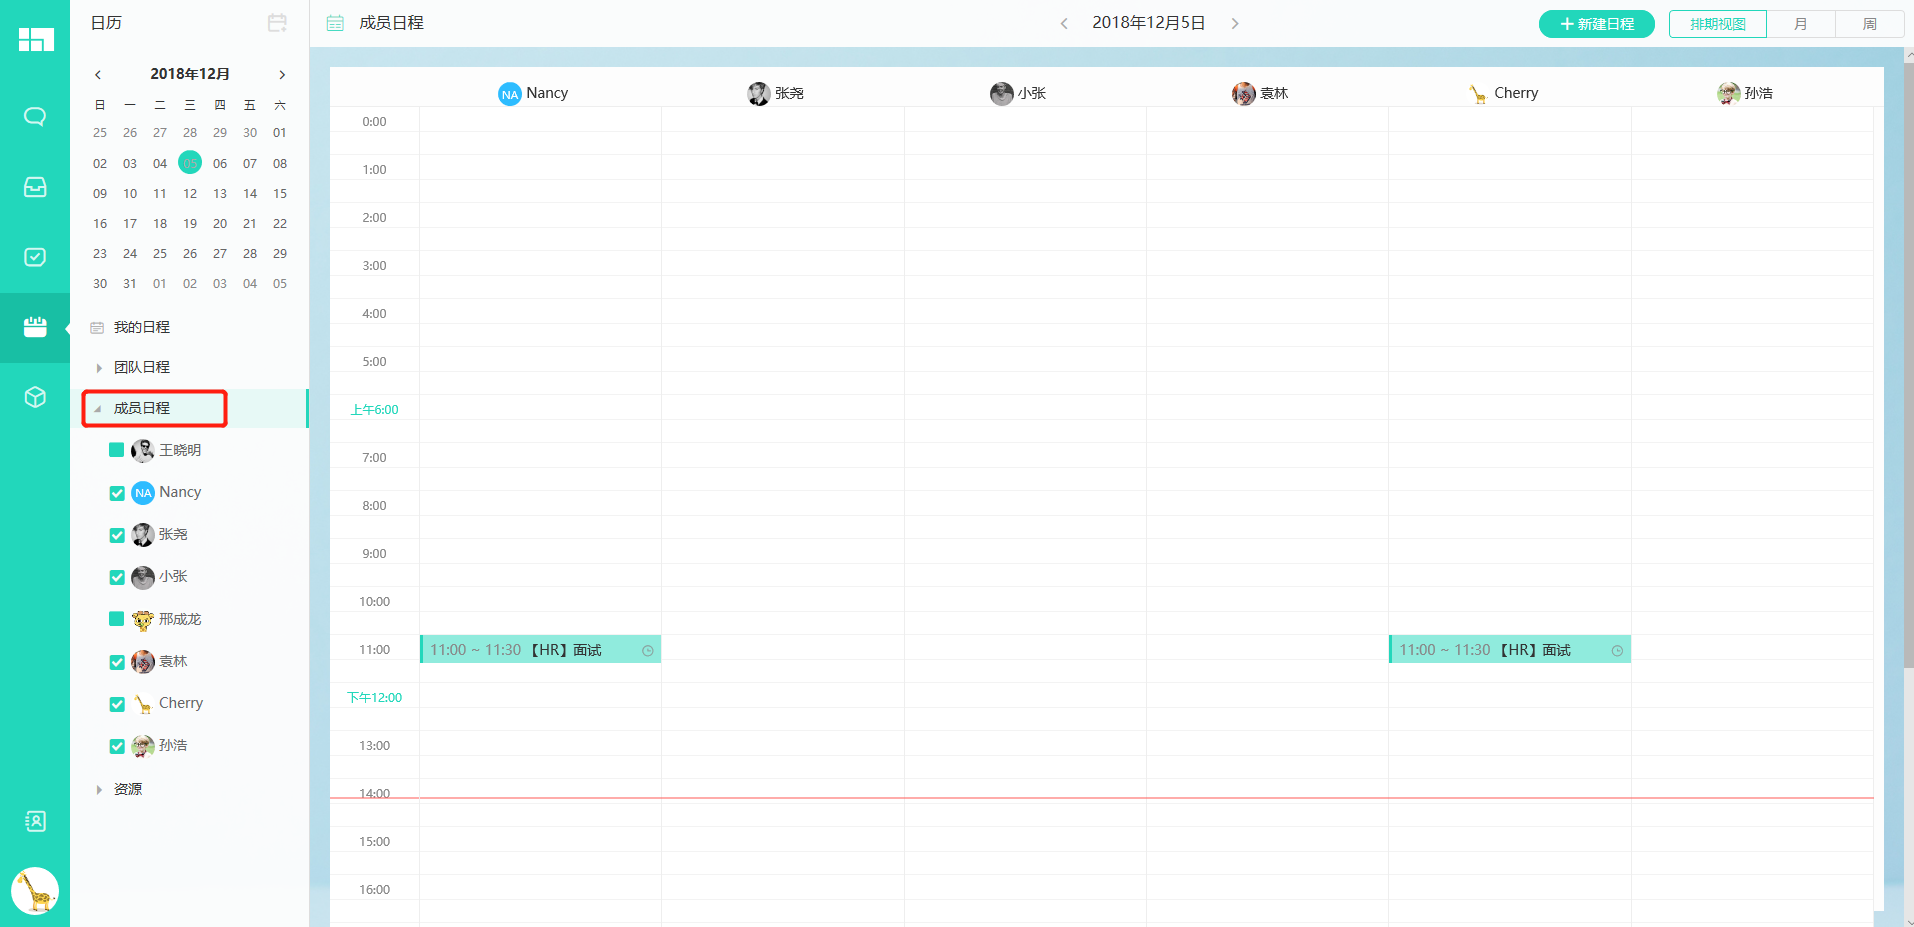 日历
2018年12月
日 一 二 三 四 五 六
25 26 27 28 29 30 01
02 03 04 05 06 07 08
09 10 11 12 13 14 15
16 17 18 19 20 21 22
23 24 25 26 27 28 29
30 31 01 02 03 04 05
我的日程
团队日程
成员日程
王晓明
NA Nancy
张尧
小张
邢成龙
袁林
Cherry
孙浩
资源
成员日程
2018年12月5日
新建日程
排期视图 月 周
NA Nancy 张尧 小张 袁林 Cherry 孙浩
0:00
1:00
2:00
3:00
4:00
5:00
上午6:00
7:00
8:00
9:00
10:00
11:00 11:00 ~ 11:30 【HR】面试 11:00 ~ 11:30 【HR】面试
下午12:00
13:00
14:00
15:00
16:00